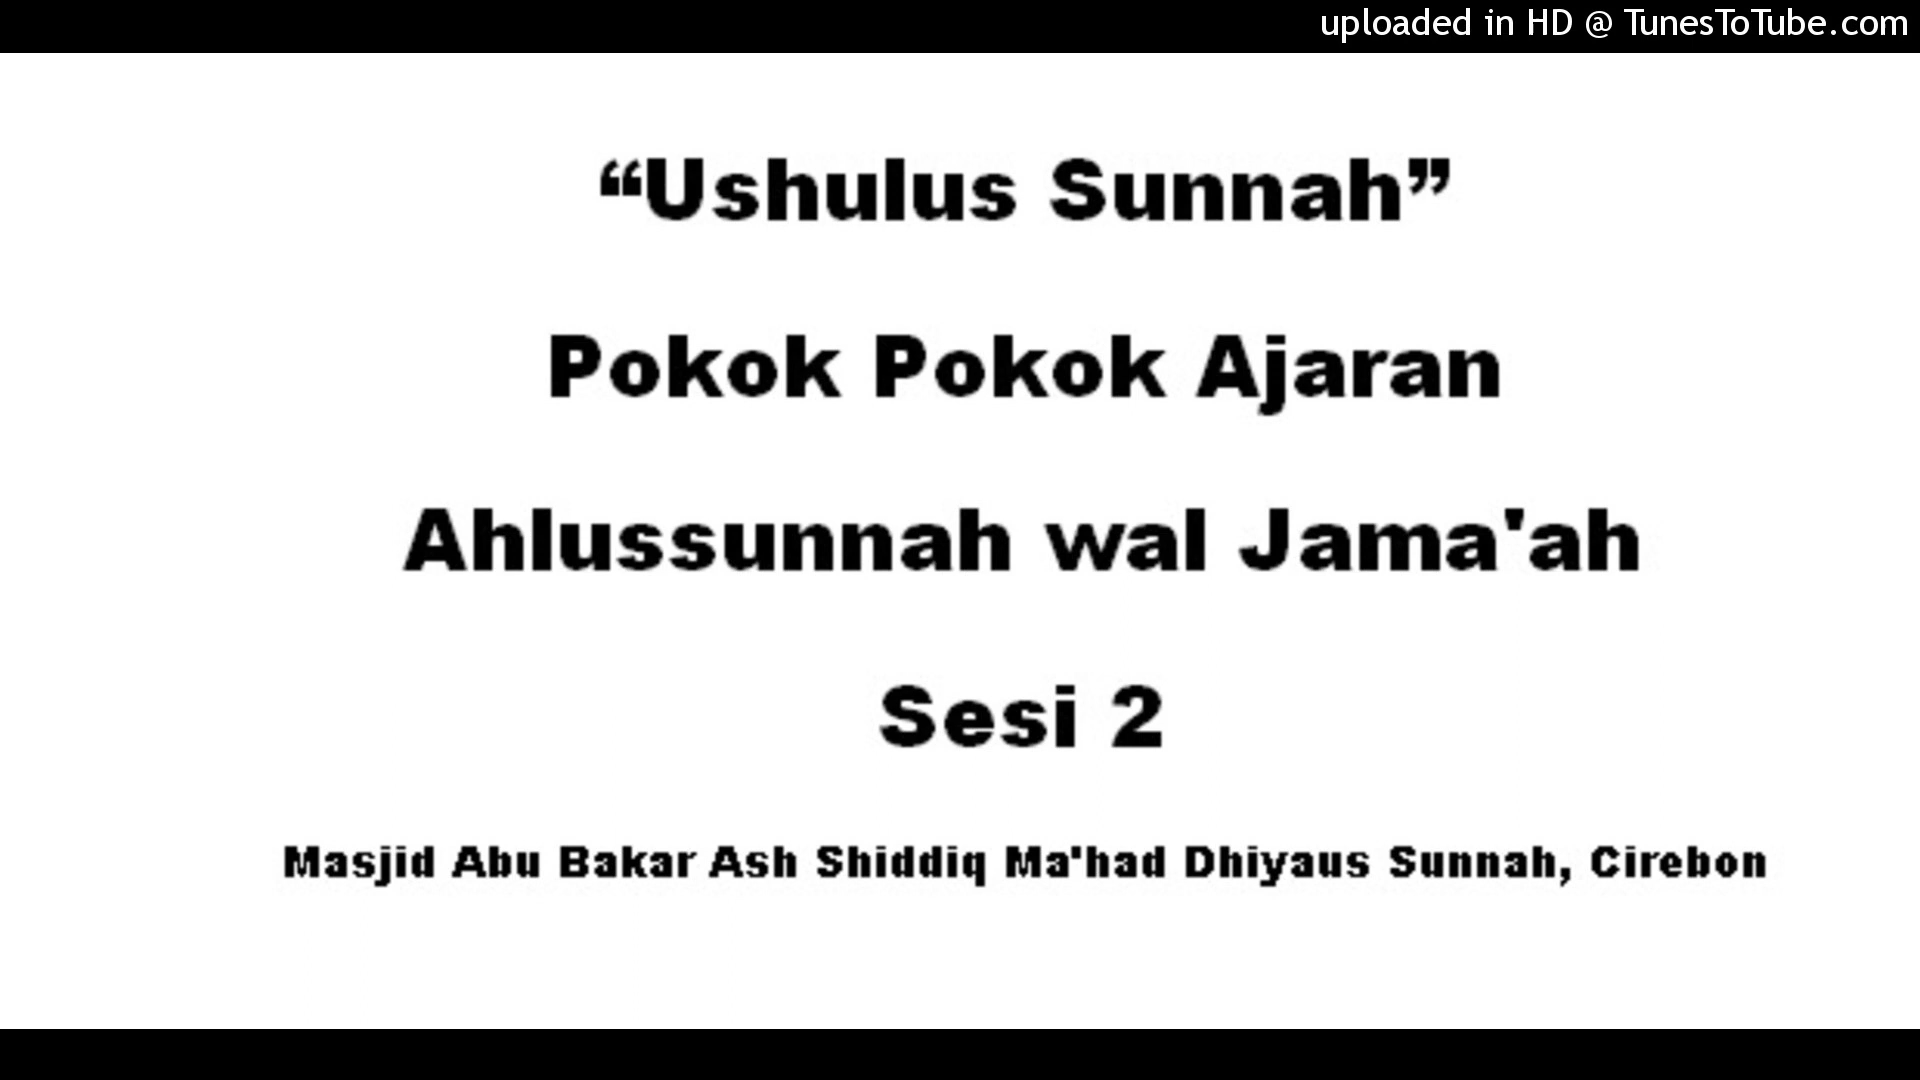 uploaded in HD @ TunesToTube.com
“Ushulus Sunnah”
Pokok Pokok Ajaran
Ahlussunnah wal Jama'ah
Sesi 2
Masjid Abu Bakar Ash Shiddiq Ma'had Dhiyaus Sunnah, Cirebon